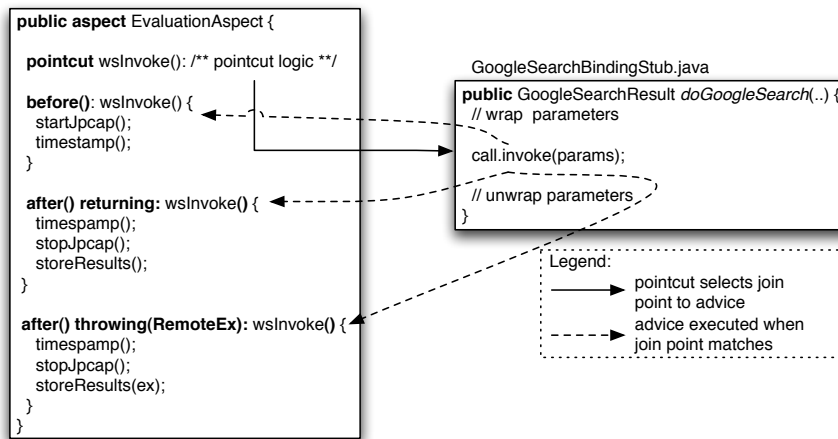 public aspect EvaluationAspect {
pointcut wsInvoke(): /** pointcut logic **/
before(): wsInvoke() {
startJpcap();
timestamp();
}
after() returning: wsInvoke() {
timespamp();
stopJpcap();
storeResults();
}
after() throwing(RemoteEx): wsInvoke() {
timespamp();
stopJpcap();
storeResults(ex);
}
}
GoogleSearchBindingStub.java
public GoogleSearchResult doGoogleSearch(..) {
// wrap parameters
call.invoke(params);
// unwrap parameters
}
Legend:
pointcut selects join
point to advice
advice executed when
join point matches